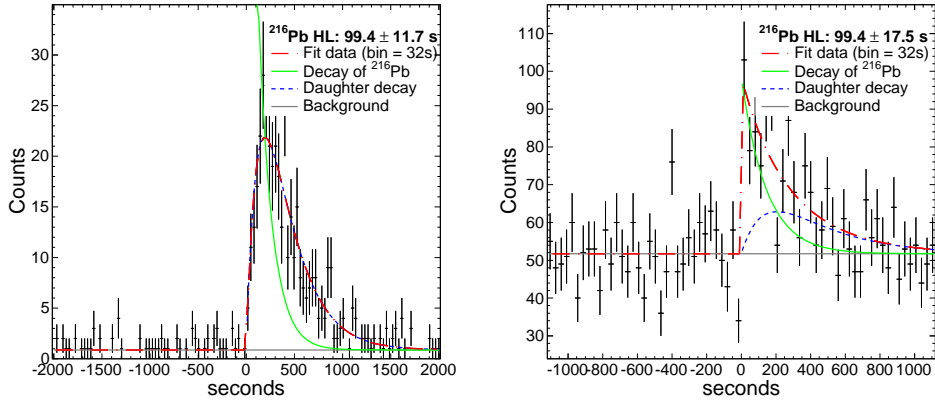 ²¹⁶Pb HL: 99.4 ± 11.7 s
Fit data (bin = 32s)
Decay of ²¹⁶Pb
Daughter decay
Background
Counts
35
30
25
20
15
10
5
0
-2000 -1500 -1000 -500 0 500 1000 1500 2000
seconds
²¹⁶Pb HL: 99.4 ± 17.5 s
Fit data (bin = 32s)
Decay of ²¹⁶Pb
Daughter decay
Background
Counts
110
100
90
80
70
60
50
40
30
-1000 -800 -600 -400 -200 0 200 400 600 800 1000
seconds